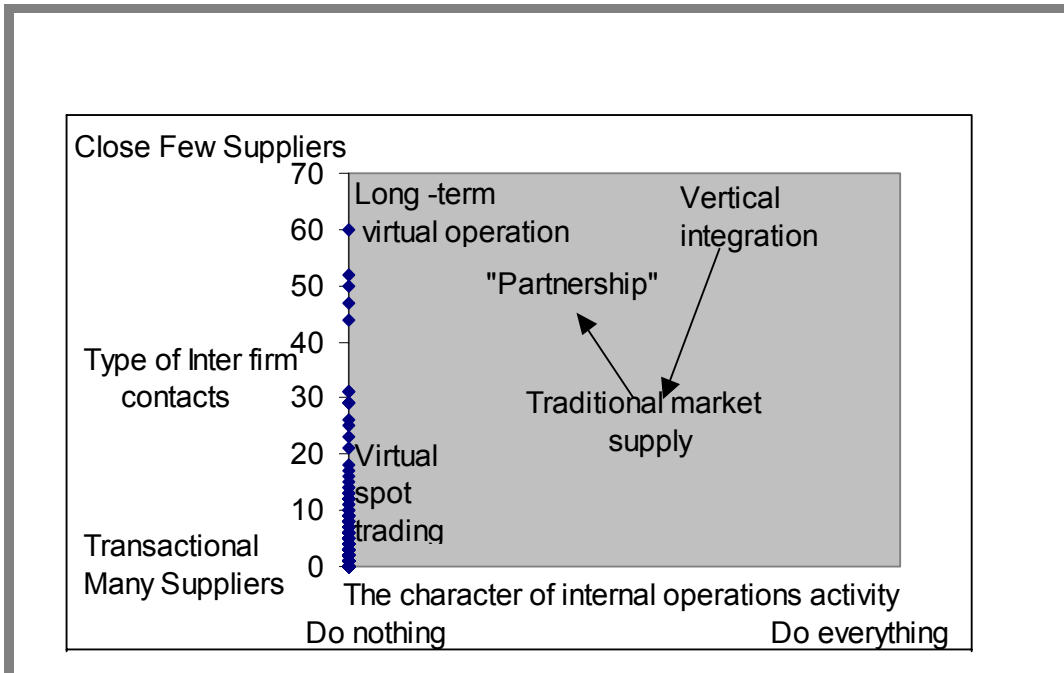 Close Few Suppliers
70
60
50
40
30
20
10
0
Long -term
virtual operation
Vertical
integration
"Partnership"
Type of Inter firm
contacts
Traditional market
supply
Virtual
spot
trading
Transactional
Many Suppliers
The character of internal operations activity
Do nothing
Do everything